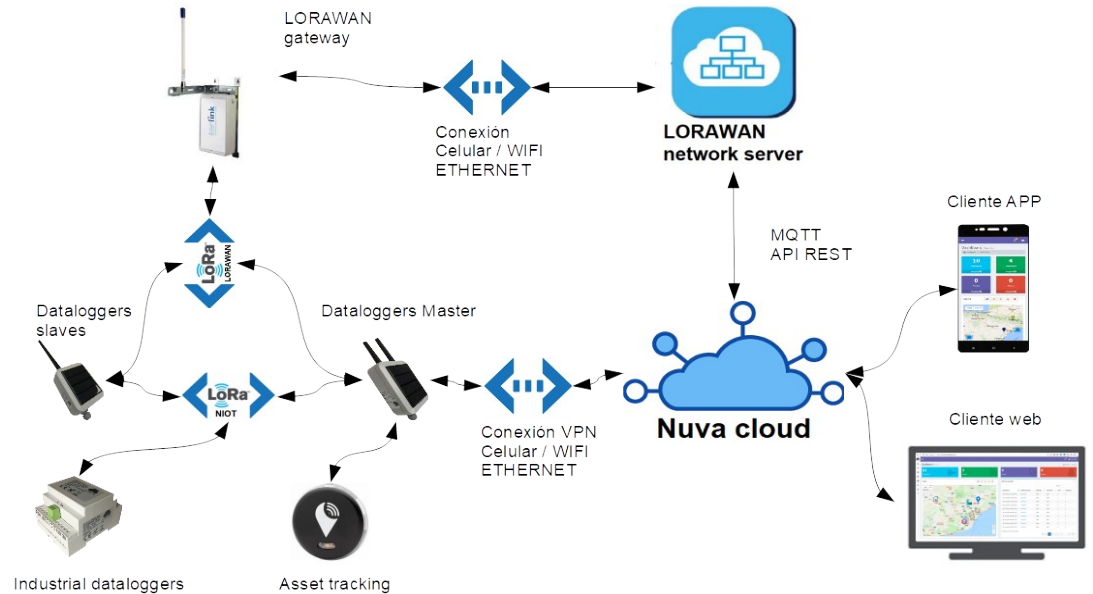 LORAWAN
gateway
Conexión
Celular / WIFI
ETHERNET
LORAWAN
network server
Cliente APP
MQTT
API REST
LoRa
LORAWAN
Dataloggers
slaves
Dataloggers Master
LoRa
NIOT
Conexión VPN
Celular / WIFI
ETHERNET
Nuva cloud
Cliente web
Industrial dataloggers
Asset tracking